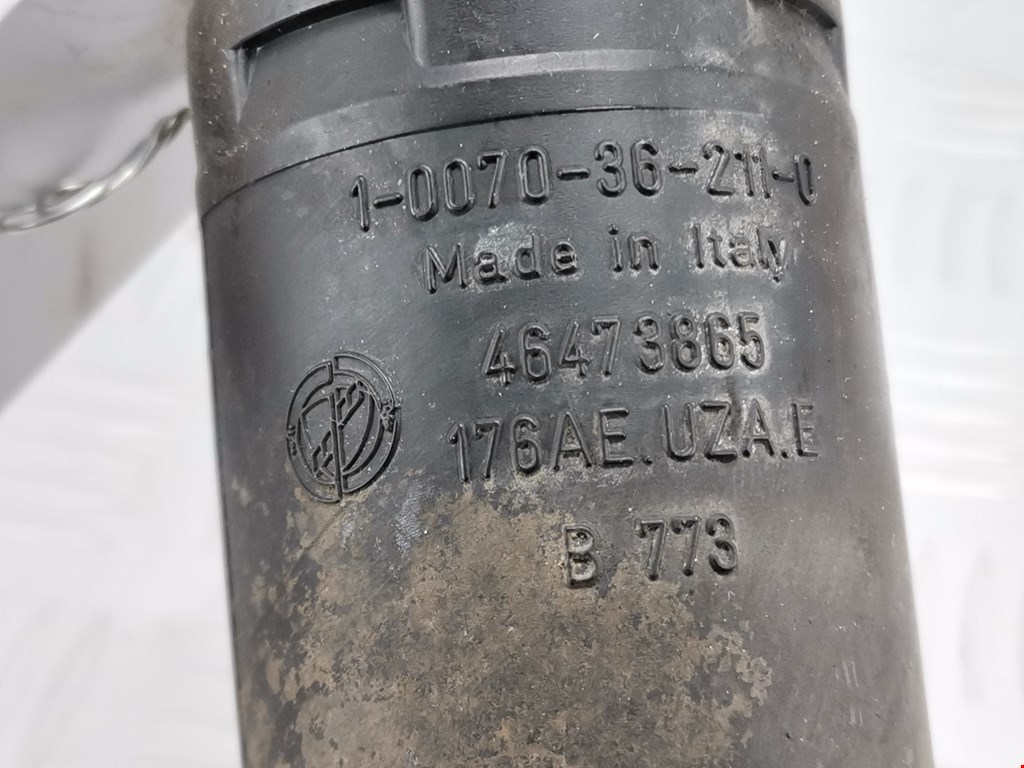 1-0070-36-211-0
Made in Italy
46473865
176AE.UZA.E
B 773